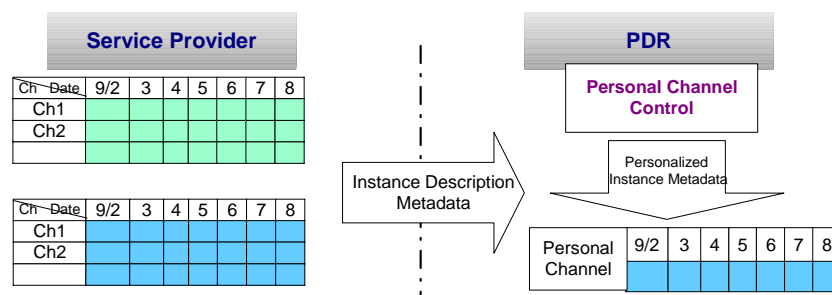 Service Provider
PDR
Ch Date 9/2 3 4 5 6 7 8
Ch1
Ch2
Personal Channel
Control
Instance Description
Metadata
Personalized
Instance Metadata
Ch Date 9/2 3 4 5 6 7 8
Ch1
Ch2
Personal
Channel
9/2 3 4 5 6 7 8